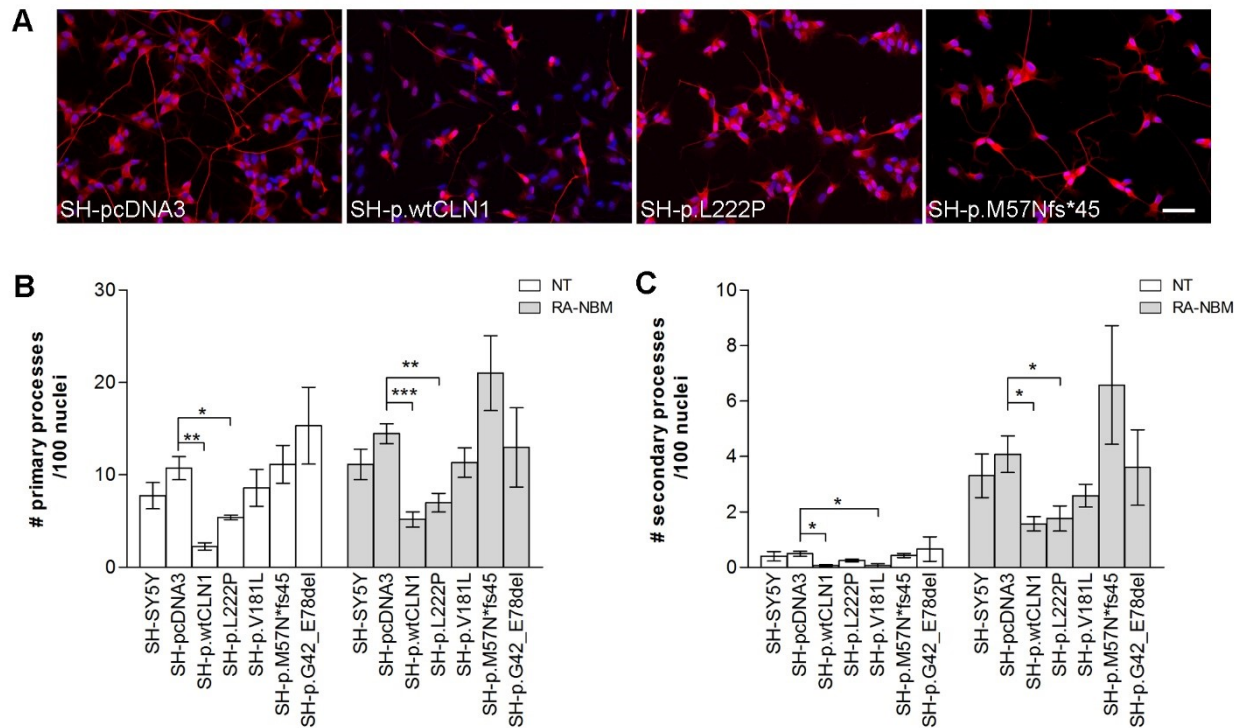 A
SH-pcDNA3
SH-p.wtCLN1
SH-p.L222P
SH-p.M57Nfs*45
B
# primary processes
/100 nuclei
30
20
10
0
NT
RA-NBM
*
**
**
***
SH-SY5Y
SH-pcDNA3
SH-p.wtCLN1
SH-p.L222P
SH-p.V181L
SH-p.M57N*fs45
SH-p.G42_E78del
SH-SY5Y
SH-pcDNA3
SH-p.wtCLN1
SH-p.L222P
SH-p.V181L
SH-p.M57N*fs45
SH-p.G42_E78del
C
# secondary processes
/100 nuclei
10
8
6
4
2
0
NT
RA-NBM
*
*
*
*
SH-SY5Y
SH-pcDNA3
SH-p.wtCLN1
SH-p.L222P
SH-p.V181L
SH-p.M57N*fs45
SH-p.G42_E78del
SH-SY5Y
SH-pcDNA3
SH-p.wtCLN1
SH-p.L222P
SH-p.V181L
SH-p.M57N*fs45
SH-p.G42_E78del